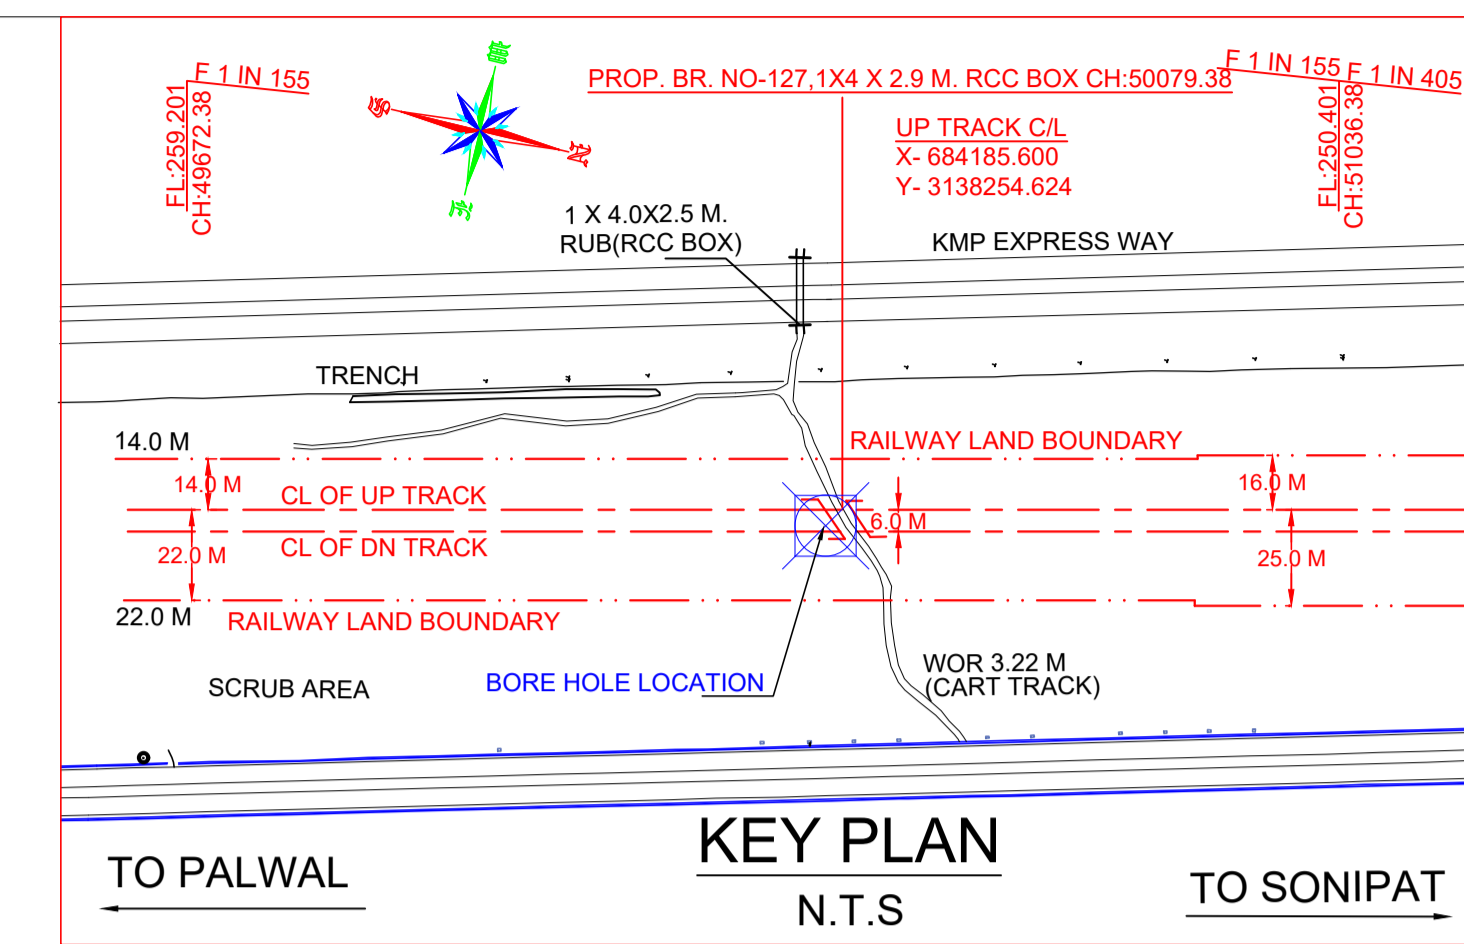 F 1 IN 155
FL:259.201
CH:49672.38
PROP. BR. NO-127,1X4 X 2.9 M. RCC BOX CH:50079.38
F 1 IN 155
F 1 IN 405
FL:250.401
CH:51036.38
UP TRACK C/L
X- 684185.600
Y- 3138254.624
1 X 4.0X2.5 M.
RUB(RCC BOX)
KMP EXPRESS WAY
TRENCH
14.0 M
RAILWAY LAND BOUNDARY
14.0 M
CL OF UP TRACK
16.0 M
6.0 M
CL OF DN TRACK
22.0 M
25.0 M
22.0 M
RAILWAY LAND BOUNDARY
WOR 3.22 M
(CART TRACK)
SCRUB AREA
BORE HOLE LOCATION
KEY PLAN
N.T.S
TO PALWAL
TO SONIPAT